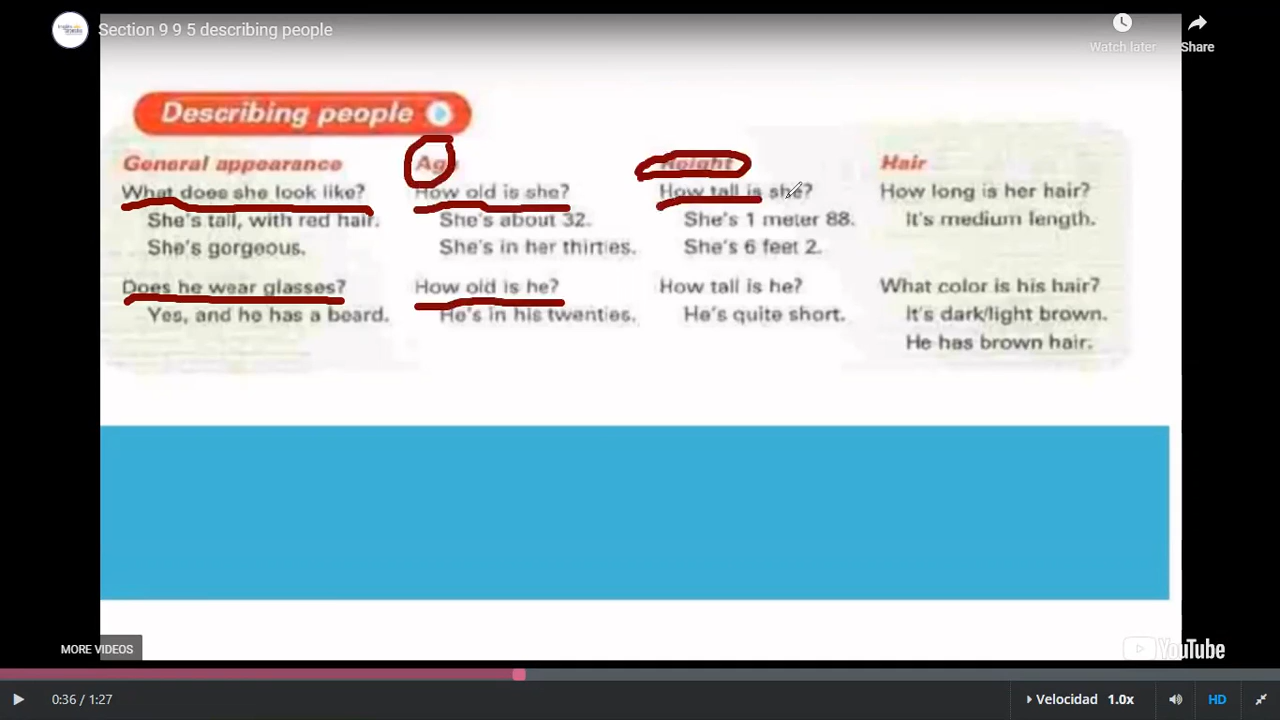 Section 9 9 5 describing people
Watch later
Share
Describing people
General appearance
What does she look like?
She's tall, with red hair.
She's gorgeous.
Does he wear glasses?
Yes, and he has a beard.
Age
How old is she?
She's about 32.
She's in her thirties.
How old is he?
He's in his twenties.
Height
How tall is she?
She's 1 meter 88.
She's 6 feet 2.
How tall is he?
He's quite short.
Hair
How long is her hair?
It's medium length.
What color is his hair?
It's dark/light brown.
He has brown hair.
MORE VIDEOS
YouTube
0:36 / 1:27
Velocidad 1.0x
HD